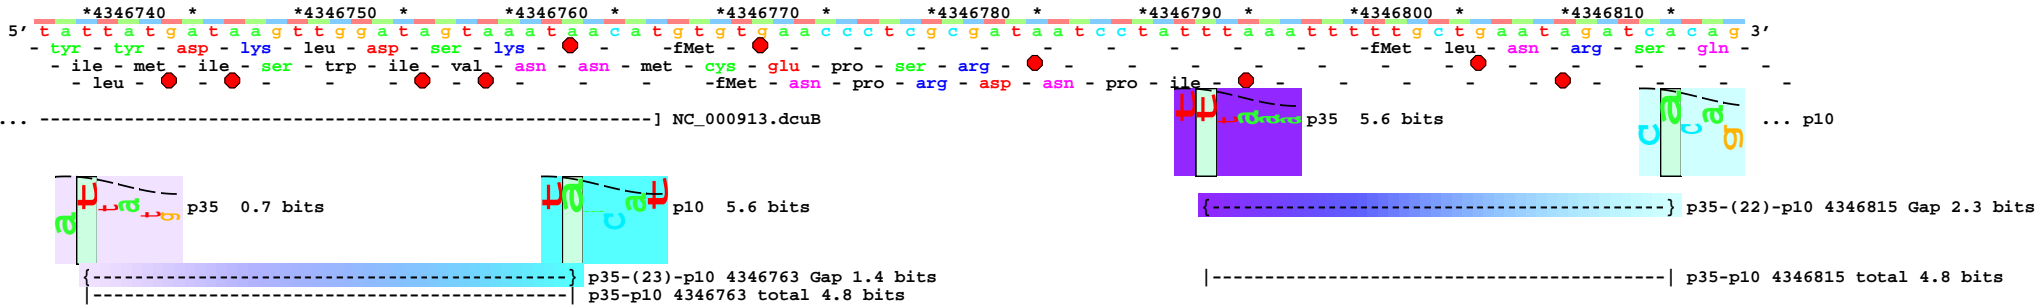 *4346740 * *4346750 * *4346760 * *4346770 * *4346780 * *4346790 * *4346800 * *4346810 *
5' t a t t a t g a t a a g t t g g a t a g t a a a t a a c a t g t g t g a a c c c t c g c g a t a a t c c t a t t t a a a t t t t t g c t g a a t a g a t c a c a g 3'
- tyr - tyr - asp - lys - leu - asp - ser - lys - - - -fMet - - - - - - - - - - -fMet - leu - asn - arg - ser - gln -
- ile - met - ile - ser - trp - ile - val - asn - asn - met - cys - glu - pro - ser - arg - - - - - - - - - - - -
- leu - - - - - - - - - -fMet - asn - pro - arg - asp - asn - pro - ile - - - - - - - - -
... ----------------------------------------------------------] NC_000913.dcuB
t t t a a a p35 5.6 bits
c a c a g ... p10
a t t a t g p35 0.7 bits
t a a c a t p10 5.6 bits
{--------------------------------------------} p35-(22)-p10 4346815 Gap 2.3 bits
{----------------------------------------------} p35-(23)-p10 4346763 Gap 1.4 bits
|--------------------------------------------| p35-p10 4346815 total 4.8 bits
|----------------------------------------------| p35-p10 4346763 total 4.8 bits